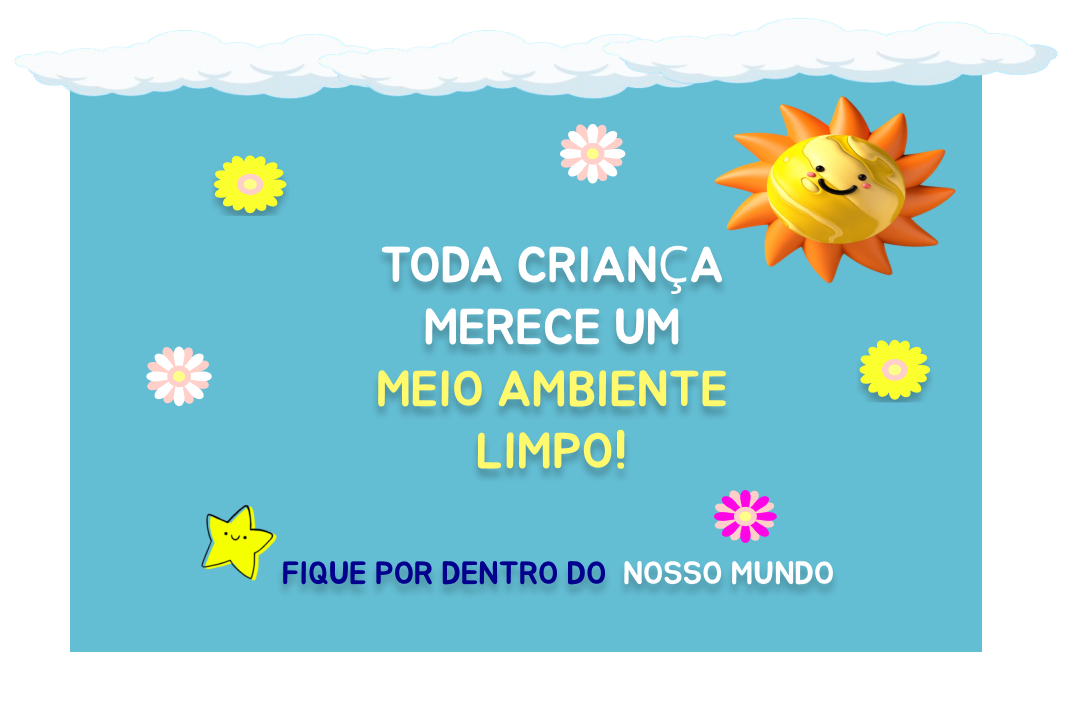 TODA CRIANÇA
MERECE UM
MEIO AMBIENTE
LIMPO!
FIQUE POR DENTRO DO NOSSO MUNDO